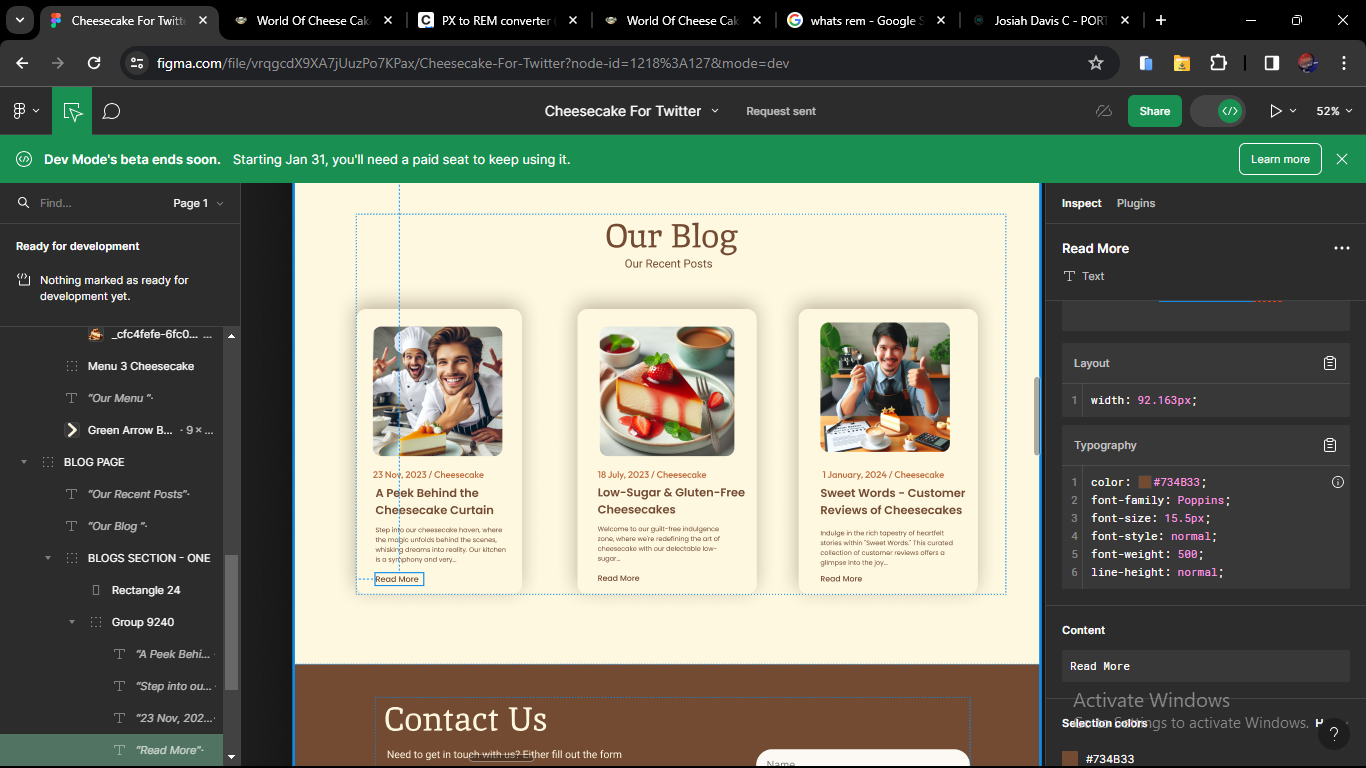 Cheesecake For Twitt
World Of Cheese Cak
PX to REM converter
World Of Cheese Cak
whats rem - Google S
Josiah Davis C - PORT
figma.com/file/vrqgcdX9XA7jUuzPo7KPax/Cheesecake-For-Twitter?node-id=1218%3A127&mode=dev
Cheesecake For Twitter
Request sent
Share
52%
Dev Mode's beta ends soon. Starting Jan 31, you'll need a paid seat to keep using it.
Learn more
Find...
Page 1
Ready for development
Nothing marked as ready for
development yet.
_cfc4fefe-6fc0... ...
Menu 3 Cheesecake
"Our Menu "
Green Arrow B... - 9 × ...
BLOG PAGE
"Our Recent Posts"
"Our Blog "
BLOGS SECTION - ONE
Rectangle 24
Group 9240
"A Peek Behi...
"Step into ou...
"23 Nov, 202...
"Read More"
Our Blog
Our Recent Posts
23 Nov, 2023 / Cheesecake
A Peek Behind the
Cheesecake Curtain
Step into our cheesecake haven, where
the magic unfolds behind the scenes,
whisking dreams into reality. Our kitchen
is a symphony and very...
Read More
18 July, 2023 / Cheesecake
Low-Sugar & Gluten-Free
Cheesecakes
Welcome to our guilt-free indulgence
zone, where we're redefining the art of
cheesecake with our delectable low-
sugar...
Read More
1 January, 2024 / Cheesecake
Sweet Words - Customer
Reviews of Cheesecakes
Indulge in the rich tapestry of heartfelt
stories within "Sweet Words." This curated
collection of customer reviews offers a
glimpse into the joy...
Read More
Contact Us
Need to get in touch with us? Either fill out the form
Name
Inspect
Plugins
Read More
Text
Layout
1 width: 92.163px;
Typography
1 color: #734B33;
2 font-family: Poppins;
3 font-size: 15.5px;
4 font-style: normal;
5 font-weight: 500;
6 line-height: normal;
Content
Read More
Activate Windows
Selection colors
ttings to activate Windows.
?
#734B33